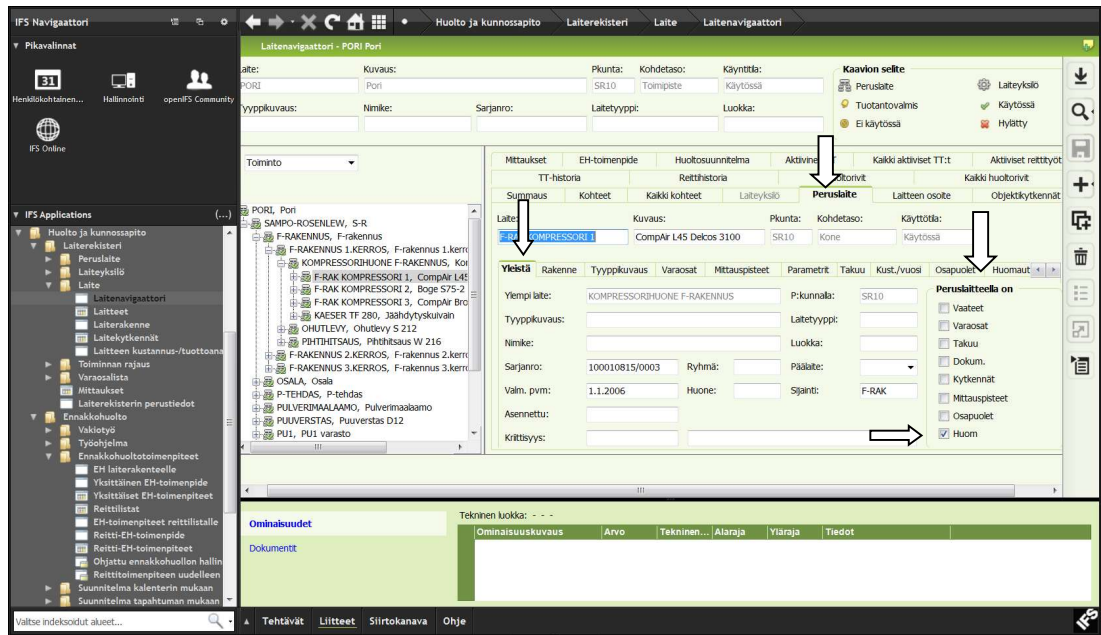 IFS Navigaattori
Huolto ja kunnossapito Laiterekisteri Laite Laitenavigaattori
Pikavalinnat
31
Henkilökohtainen... Hallinnointi openIFS Community
IFS Online
IFS Applications (...)
Huolto ja kunnossapito
Laiterekisteri
Peruslaite
Laiteyksilö
Laite
Laitenavigaattori
Laitteet
Laiterakenne
Laitekytkennät
Laitteen kustannus-/tuottoana
Toiminnan rajaus
Varaosalista
Mittaukset
Laiterekisterin perustiedot
Ennakkohuolto
Vakiotyö
Työohjelma
Ennakkohuoltotoimenpiteet
EH laiterakenteelle
Yksittäinen EH-toimenpide
Yksittäiset EH-toimenpiteet
Reittilistat
EH-toimenpiteet reittilistalle
Reitti-EH-toimenpide
Reitti-EH-toimenpiteet
Ohjattu ennakkohuollon hallin
Reittitoimenpiteen uudelleen
Suunnitelma kalenterin mukaan
Suunnitelma tapahtuman mukaan
Valitse indeksoidut alueet...
Laitenavigaattori - PORI Pori
Laite: Kuvaus: Pkunta: Kohdetaso: Käyntitila:
PORI Pori SR10 Toimipiste Käytössä
Tyyppikuvaus: Nimike: Sarjanro: Laitetyyppi: Luokka:
Kaavion selite
Peruslaite Laiteyksilö
Tuotantovalmis Käytössä
Ei käytössä Hylätty
Toiminto
PORI, Pori
SAMPO-ROSENLEW, S-R
F-RAKENNUS, F-rakennus
F-RAKENNUS 1.KERROS, F-rakennus 1.kerro
KOMPRESSORIHUONE F-RAKENNUS, Kor
F-RAK KOMPRESSORI 1, CompAir L45
F-RAK KOMPRESSORI 2, Boge S75-2
F-RAK KOMPRESSORI 3, CompAir Bro
KAESER TF 280, Jäähdytyskuivain
OHUTLEVY, Ohutlevy S 212
PIHTIHITSAUS, Pihtihitsaus W 216
F-RAKENNUS 2.KERROS, F-rakennus 2.kerro
F-RAKENNUS 3.KERROS, F-rakennus 3.kerro
OSALA, Osala
P-TEHDAS, P-tehdas
PULVERIMAALAAMO, Pulverimaalaamo
PUUVERSTAS, Puuverstas D12
PU1, PU1 varasto
Mittaukset EH-toimenpide Huoltosuunnitelma Kaikki aktiiviset TT:t Aktiiviset reittityöt
TT-historia Reittihistoria Kaikki huoltorivit
Summaus Kohteet Kaikki kohteet Laiteyksilö Peruslaite Laitteen osoite Objektikytkennät
Laite: Kuvaus: Pkunta: Kohdetaso: Käyttötila:
F-RAK KOMPRESSORI 1 CompAir L45 Delcos 3100 SR10 Kone Käytössä
Yleistä Rakenne Tyyppikuvaus Varaosat Mittauspisteet Parametrit Takuu Kust./vuosi Osapuolet Huomaut
Ylempi laite: KOMPRESSORIHUONE F-RAKENNUS P:kunnala: SR10
Tyyppikuvaus: Laitetyyppi:
Nimike: Luokka:
Sarjanro: 100010815/0003 Ryhmä: Päälaite:
Valm. pvm: 1.1.2006 Huone: Sijainti: F-RAK
Asennettu:
Kriittisyys:
Peruslaitteella on
Vaateet
Varaosat
Takuu
Dokum.
Kytkennät
Mittauspisteet
Osapuolet
Huom
Ominaisuudet
Dokumentit
Tekninen luokka: - - -
Ominaisuuskuvaus Arvo Tekninen... Alaraja Yläraja Tiedot
Tehtävät Liitteet Siirtokanava Ohje
IFS